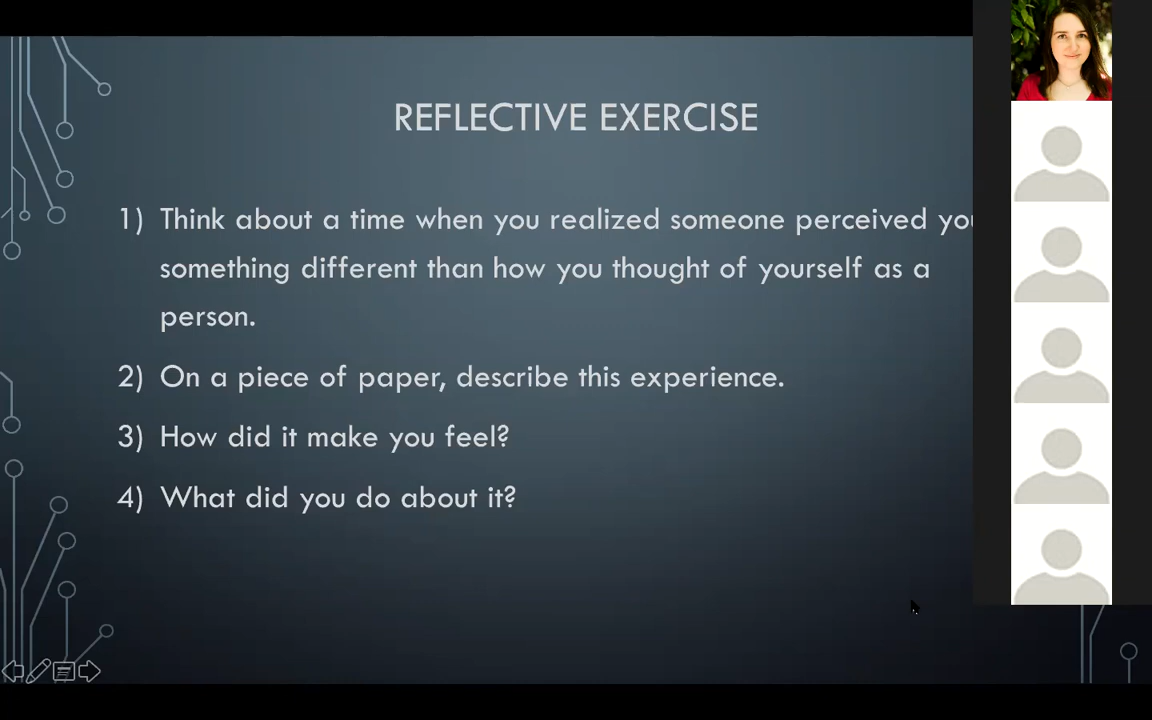 REFLECTIVE EXERCISE
1) Think about a time when you realized someone perceived
something different than how you thought of yourself as a
person.
2) On a piece of paper, describe this experience.
3) How did it make you feel?
4) What did you do about it?